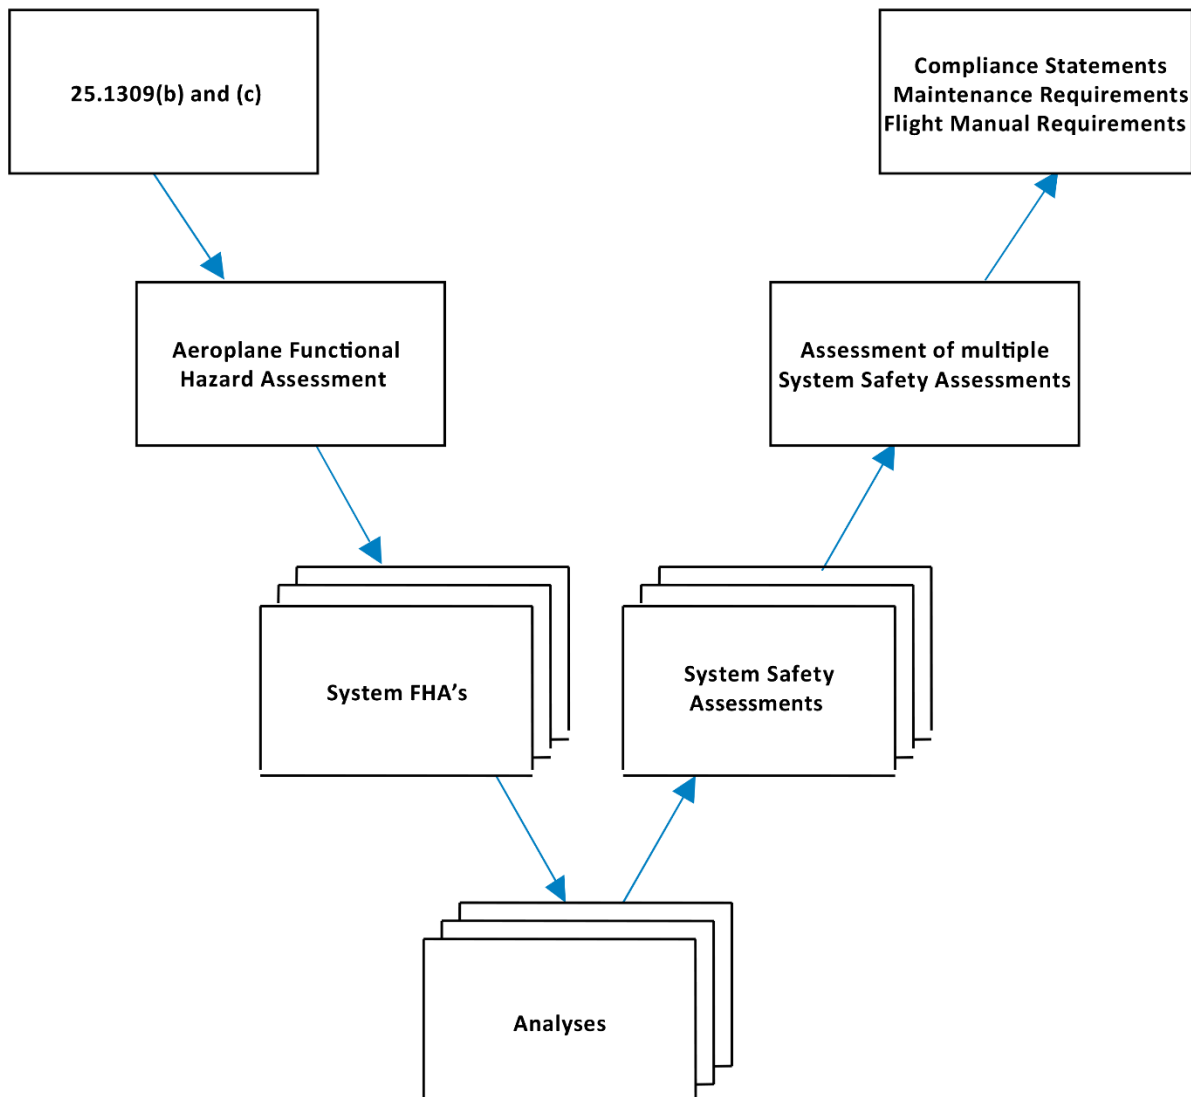 25.1309(b) and (c)
Compliance Statements
Maintenance Requirements
Flight Manual Requirements
Aeroplane Functional
Hazard Assessment
Assessment of multiple
System Safety Assessments
System FHA’s
System Safety
Assessments
Analyses